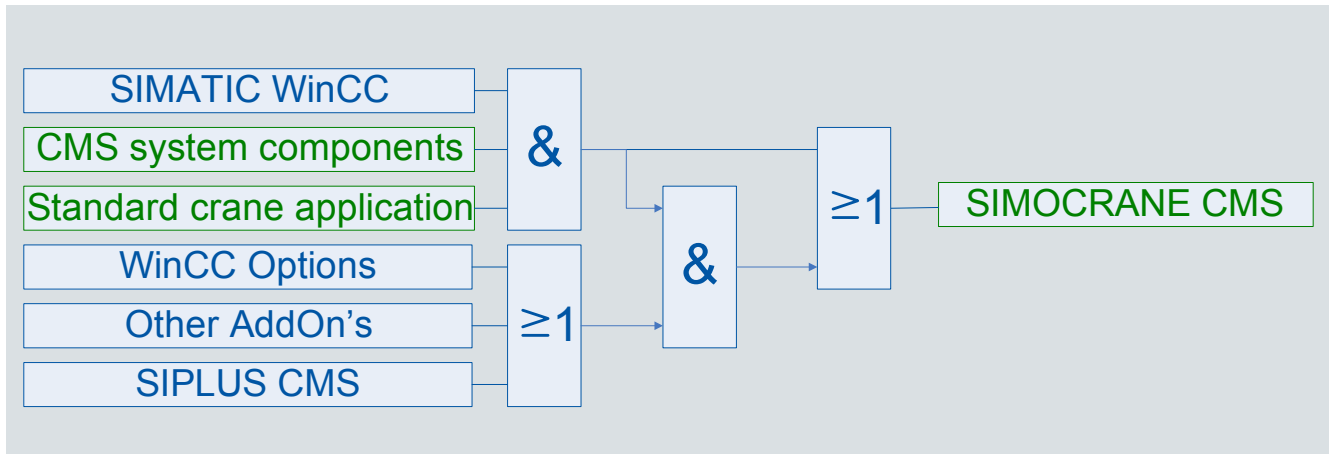 SIMATIC WinCC
CMS system components
Standard crane application
WinCC Options
Other AddOn's
SIPLUS CMS
&
≥1
&
≥1
SIMOCRANE CMS